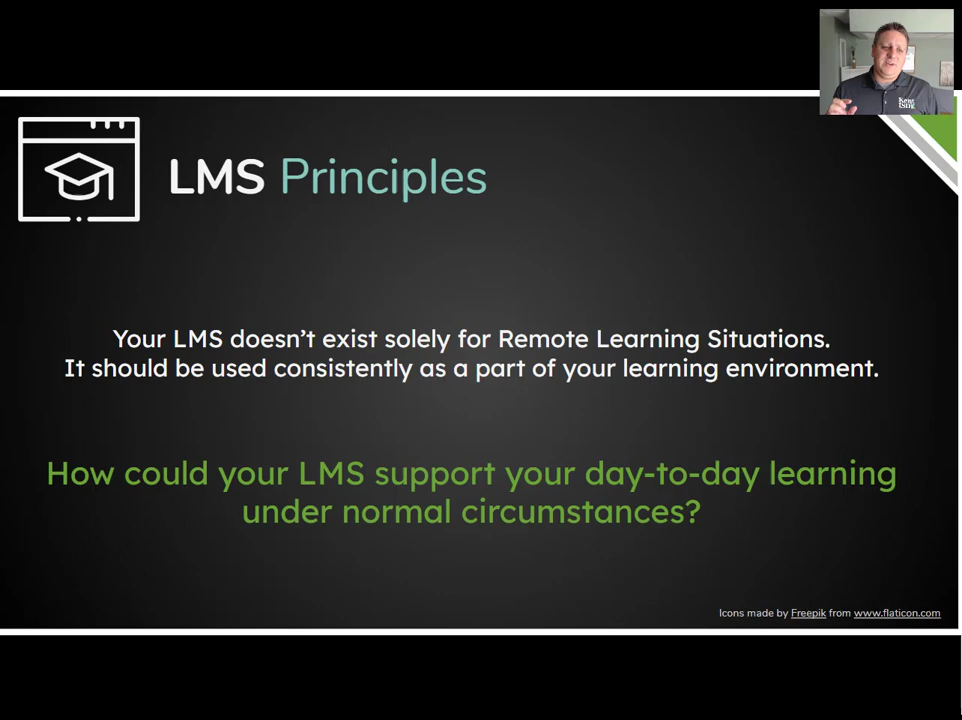 LMS Principles
Your LMS doesn't exist solely for Remote Learning Situations.
It should be used consistently as a part of your learning environment.
How could your LMS support your day-to-day learning
under normal circumstances?
Icons made by Freepik from www.flaticon.com